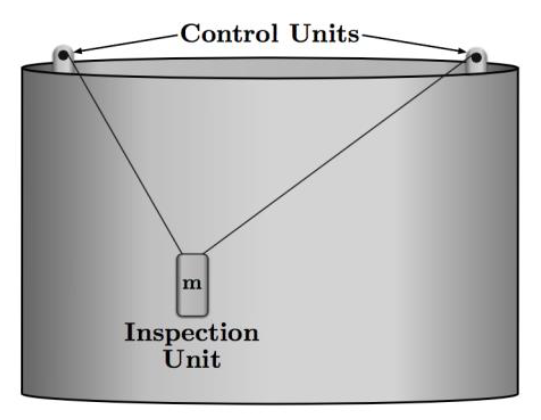 Control Units
m
Inspection
Unit